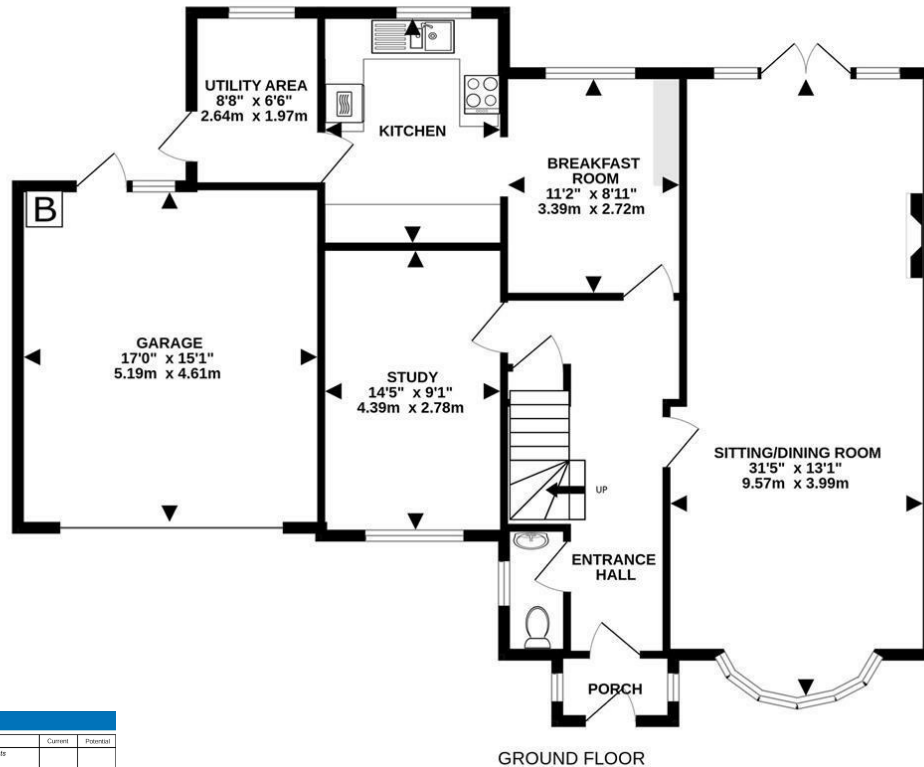 UTILITY AREA
8'8" x 6'6"
2.64m x 1.97m
KITCHEN
BREAKFAST
ROOM
11'2" x 8'11"
3.39m x 2.72m
B
GARAGE
17'0" x 15'1"
5.19m x 4.61m
STUDY
14'5" x 9'1"
4.39m x 2.78m
SITTING/DINING ROOM
31'5" x 13'1"
9.57m x 3.99m
UP
ENTRANCE
HALL
PORCH
GROUND FLOOR
Current Potential